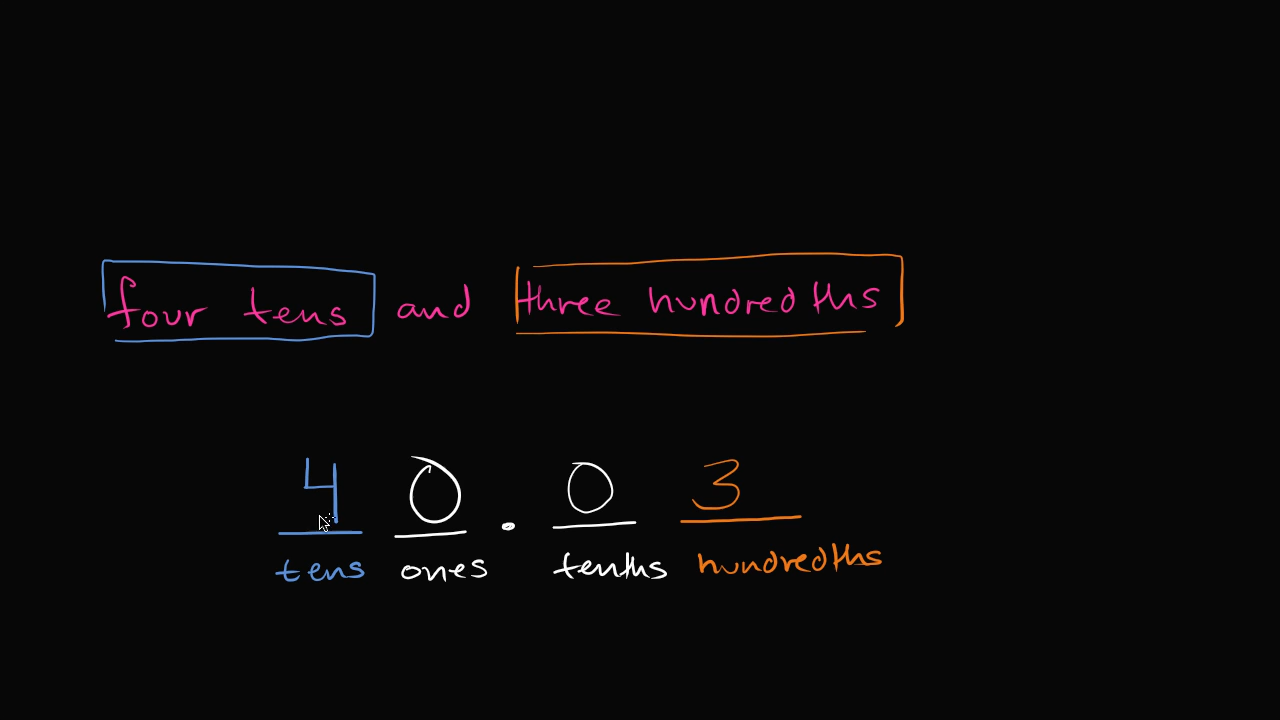 four tens and three hundredths
4 0 . 0 3
tens ones tenths hundredths